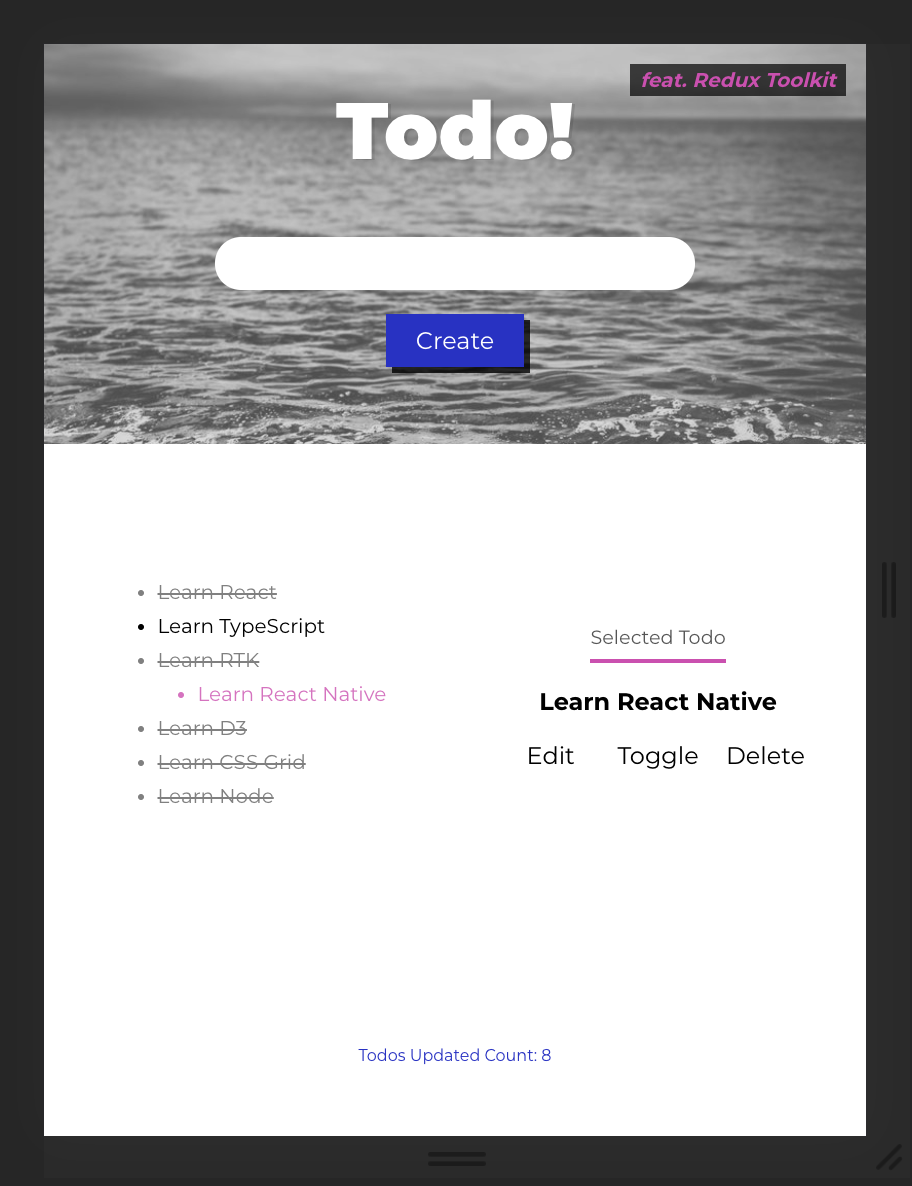 feat. Redux Toolkit
Todo!
Create
Learn React
Learn TypeScript
Learn RTK
Learn React Native
Learn D3
Learn CSS Grid
Learn Node
Selected Todo
Learn React Native
Edit Toggle Delete
Todos Updated Count: 8